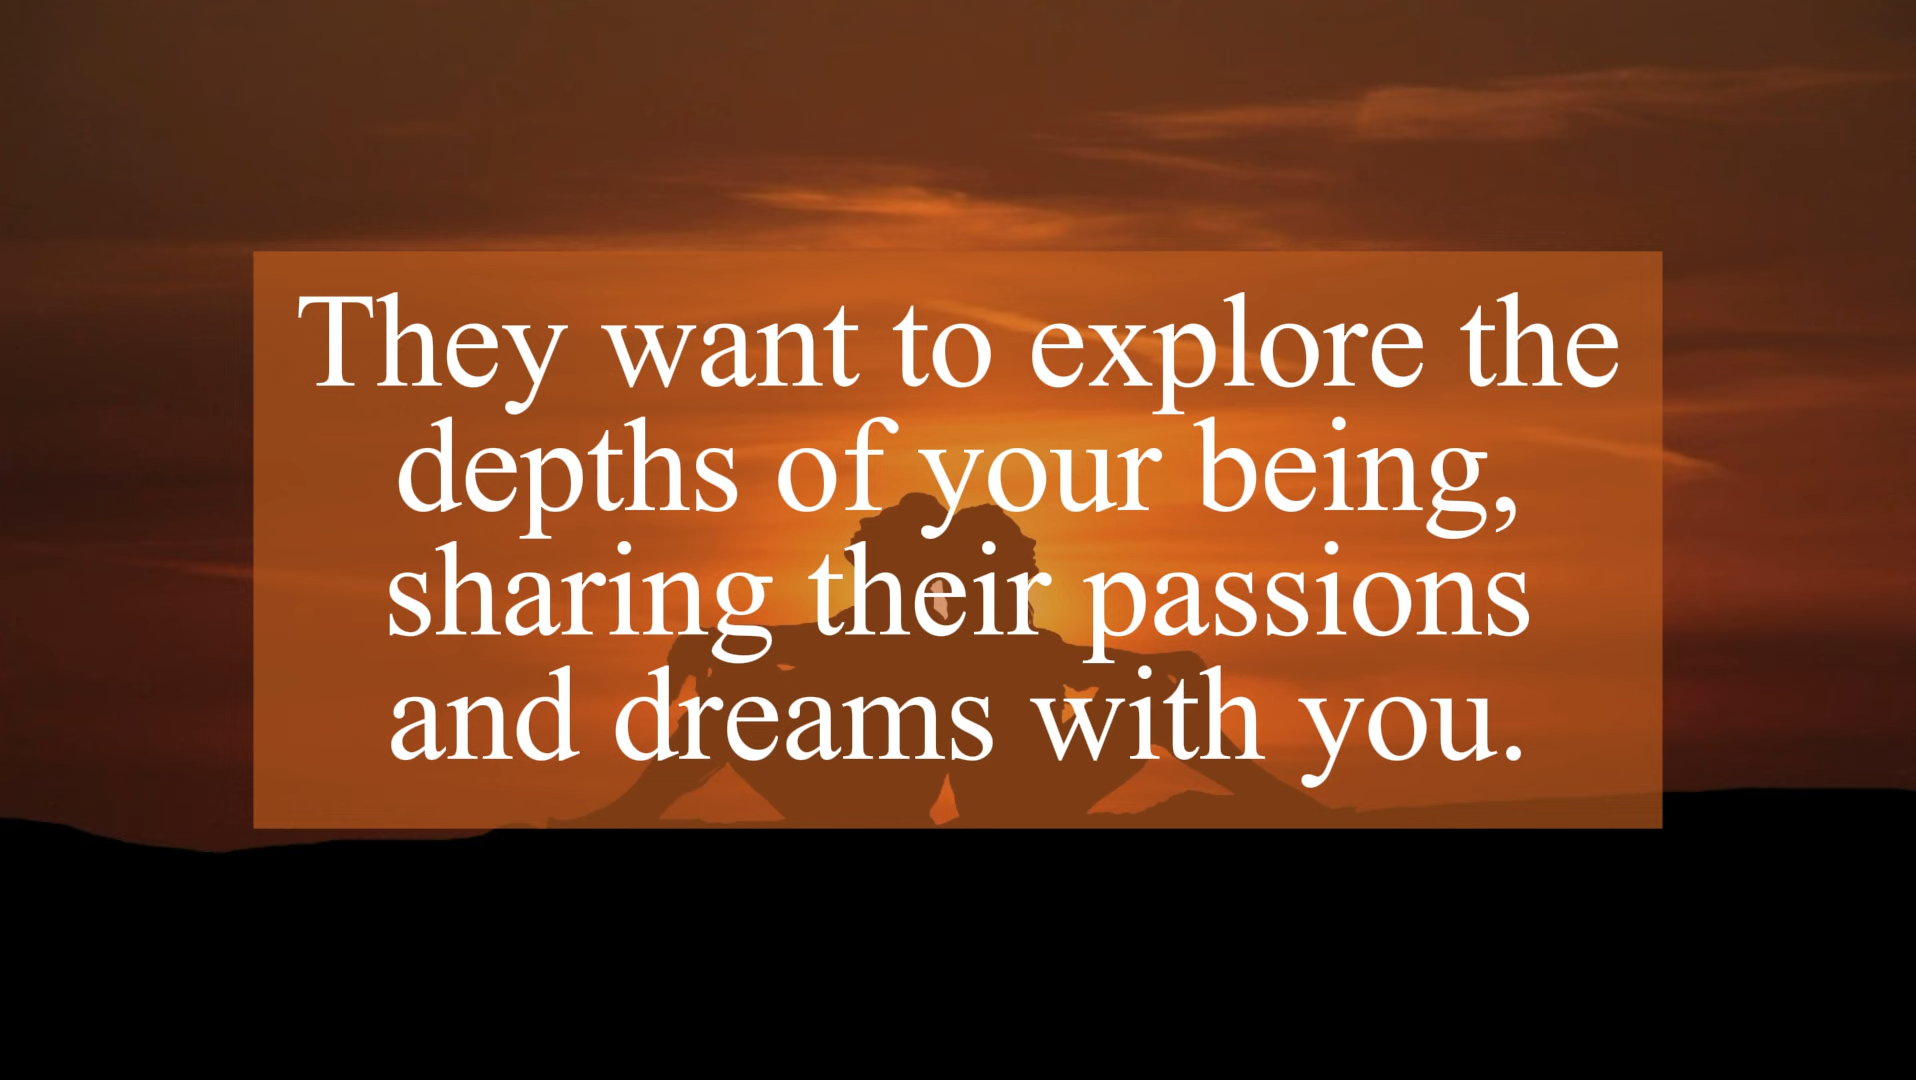 They want to explore the
depths of your being,
sharing their passions
and dreams with you.